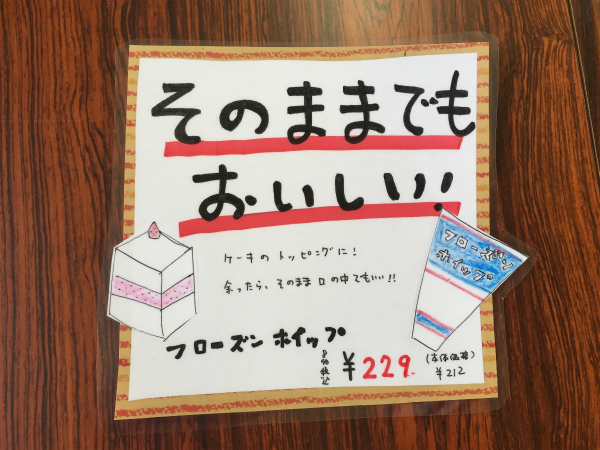 そのままでも
おいしい!!
ケーキのトッピングに!
余ったら、そのまま口の中でもいい!!
フローズン
ホイップ
フローズンホイップ
8%税込
¥229.
(本体価格)
¥212